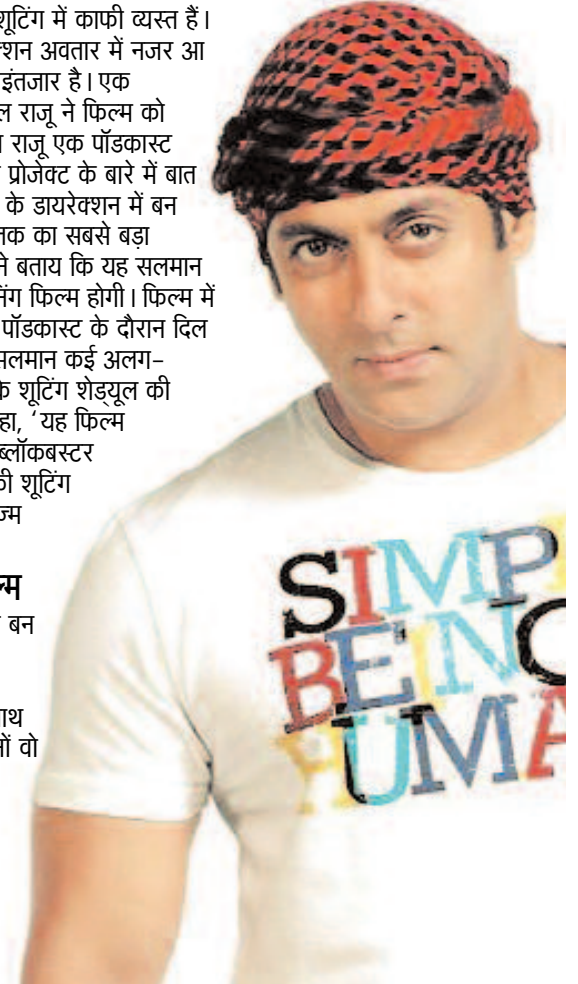 शूटिंग में काफी व्यस्त हैं।
शन अवतार में नजर आ
इंतजार है। एक
ल राजू ने फिल्म को
राजू एक पॉडकास्ट
प्रोजेक्ट के बारे में बात
के डायरेक्शन में बन
तक का सबसे बड़ा
ने बताय कि यह सलमान
फिल्म होगी। फिल्म में
पॉडकास्ट के दौरान दिल
सलमान कई अलग-
के शूटिंग शेड्यूल की
हा, ‘यह फिल्म
ब्लॉकबस्टर
की शूटिंग
बन
वो
SIMP
BEING
HUMA